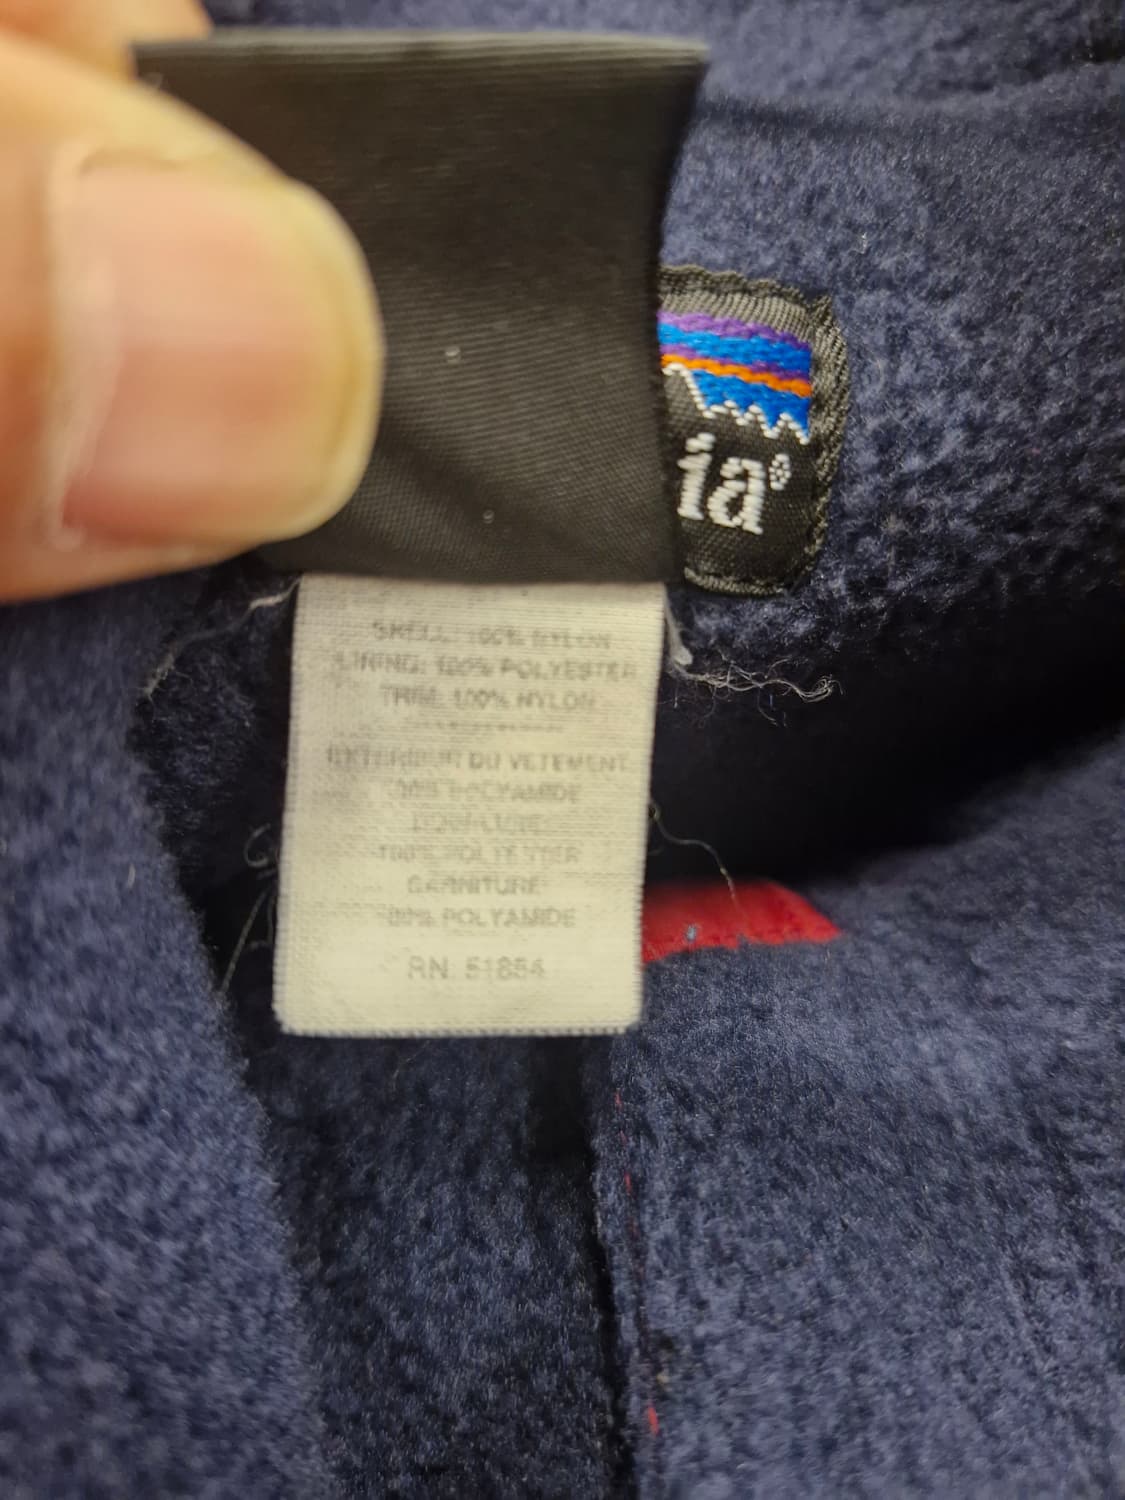 ia®
SHELL: 100% NYLON
LINING: 100% POLYESTER
TRIM: 100% NYLON
EXTERIEUR DU VETEMENT:
100% POLYAMIDE
DOUBLURE:
100% POLYESTER
GARNITURE:
100% POLYAMIDE
RN. 51884